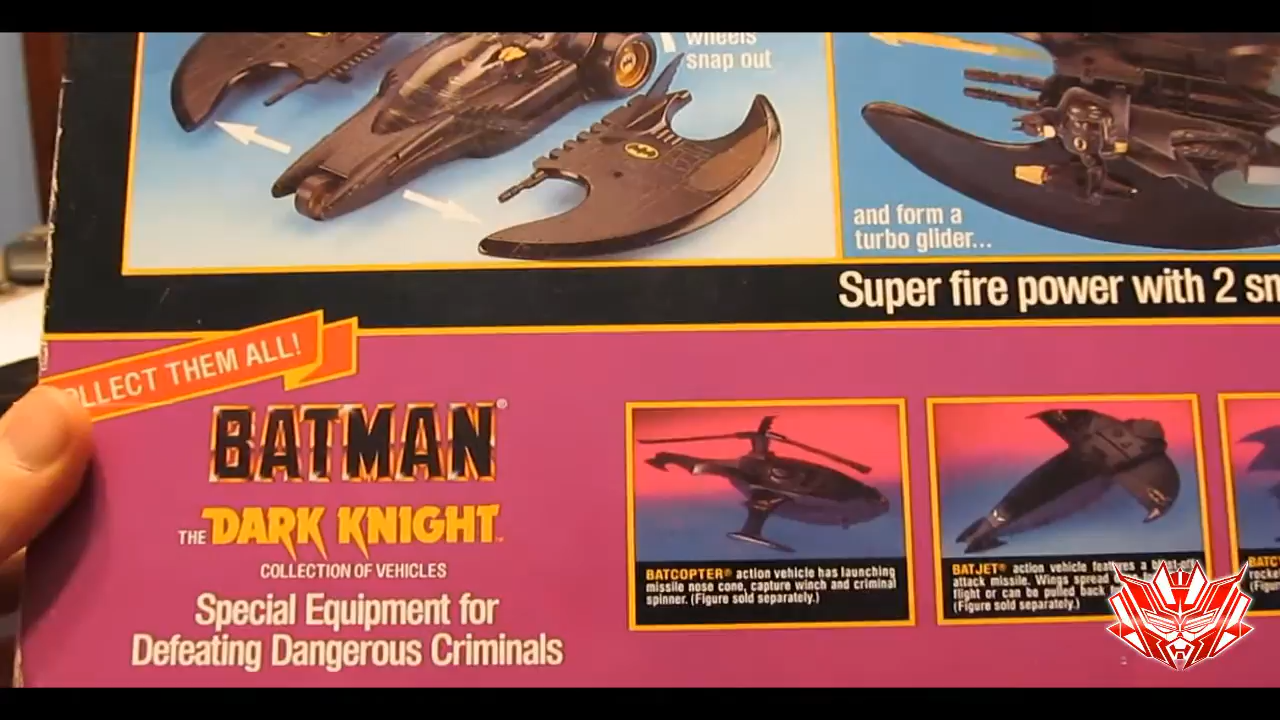 wheels
snap out
and form a
turbo glider...
Super fire power with 2
LLECT THEM ALL!
BATMAN®
THE DARK KNIGHT™
COLLECTION OF VEHICLES
Special Equipment for
Defeating Dangerous Criminals
BATCOPTER® action vehicle has launching
missile nose cone, capture winch and criminal
spinner. (Figure sold separately.)
BATJET® action vehicle features a
attack missile. Wings spread
flight or can be pulled back
(Figure sold separately.)